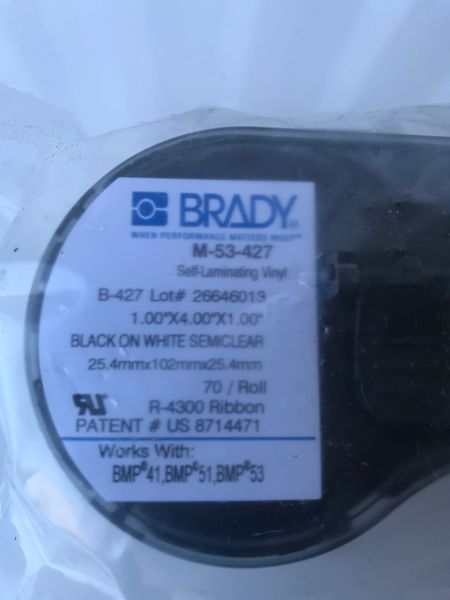 BRADY®
WHEN PERFORMANCE MATTERS MOST™
M-53-427
Self-Laminating Vinyl
B-427 Lot# 26646013
1.00"X4.00"X1.00"
BLACK ON WHITE SEMICLEAR
25.4mmx102mmx25.4mm
70 / Roll
R-4300 Ribbon
PATENT # US 8714471
Works With:
BMP®41,BMP®51,BMP®53